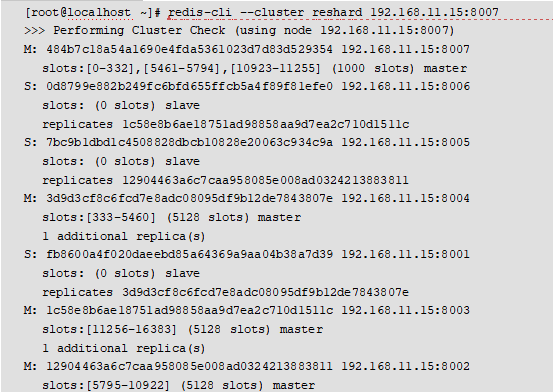 [root@localhost ~]# redis-cli --cluster reshard 192.168.11.15:8007
>>> Performing Cluster Check (using node 192.168.11.15:8007)
M: 484b7c18a54a1690e4fda5361023d7d83d529354 192.168.11.15:8007
slots:[0-332],[5461-5794],[10923-11255] (1000 slots) master
S: 0d8799e882b249fc6bfd655ffcb5a4f89f81efe0 192.168.11.15:8006
slots: (0 slots) slave
replicates 1c58e8b6ae18751ad98858aa9d7ea2c710d1511c
S: 7bc9b1dbd1c4508828dbcb10828e20063c934c9a 192.168.11.15:8005
slots: (0 slots) slave
replicates 12904463a6c7caa958085e008ad0324213883811
M: 3d9d3cf8c6fcd7e8adc08095df9b12de7843807e 192.168.11.15:8004
slots:[333-5460] (5128 slots) master
1 additional replica(s)
S: fb8600a4f020daeebd85a64369a9aa04b38a7d39 192.168.11.15:8001
slots: (0 slots) slave
replicates 3d9d3cf8c6fcd7e8adc08095df9b12de7843807e
M: 1c58e8b6ae18751ad98858aa9d7ea2c710d1511c 192.168.11.15:8003
slots:[11256-16383] (5128 slots) master
1 additional replica(s)
M: 12904463a6c7caa958085e008ad0324213883811 192.168.11.15:8002
slots:[5795-10922] (5128 slots) master